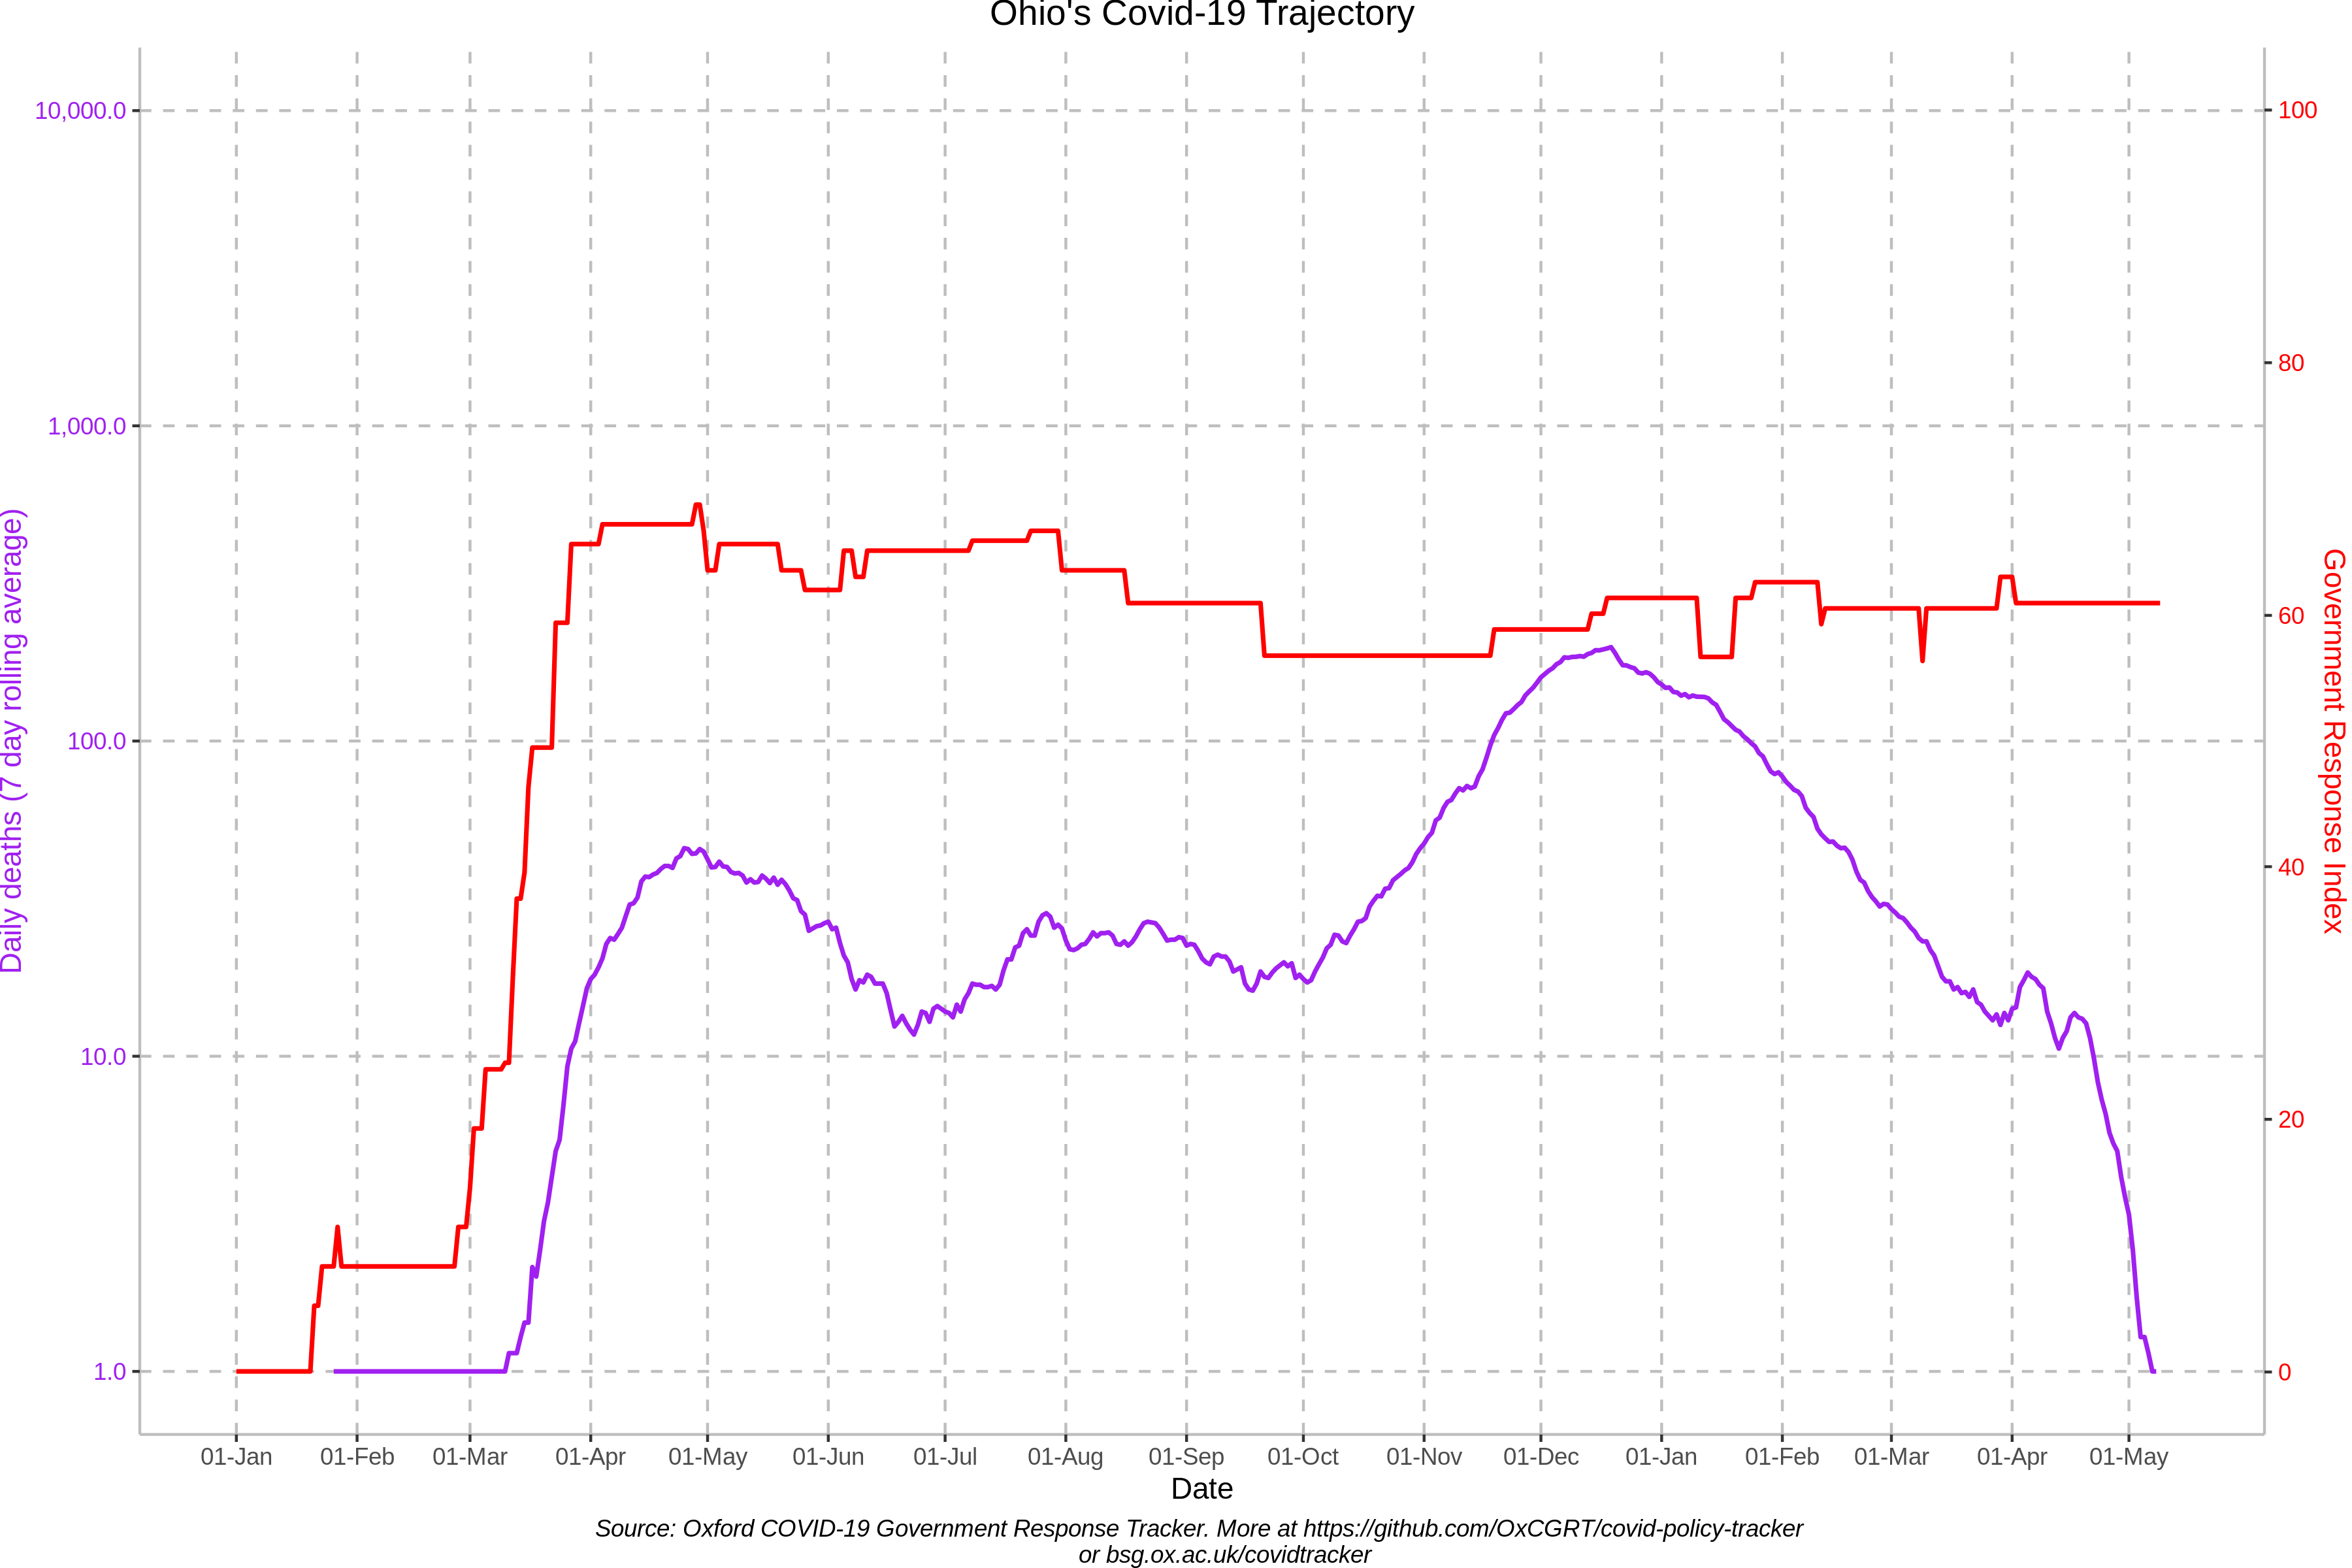 Ohio's Covid-19 Trajectory
10,000.0
1,000.0
100.0
10.0
1.0
Daily deaths (7 day rolling average)
100
80
60
40
20
0
Government Response Index
01-Jan 01-Feb 01-Mar 01-Apr 01-May 01-Jun 01-Jul 01-Aug 01-Sep 01-Oct 01-Nov 01-Dec 01-Jan 01-Feb 01-Mar 01-Apr 01-May
Date
Source: Oxford COVID-19 Government Response Tracker. More at https://github.com/OxCGRT/covid-policy-tracker
or bsg.ox.ac.uk/covidtracker